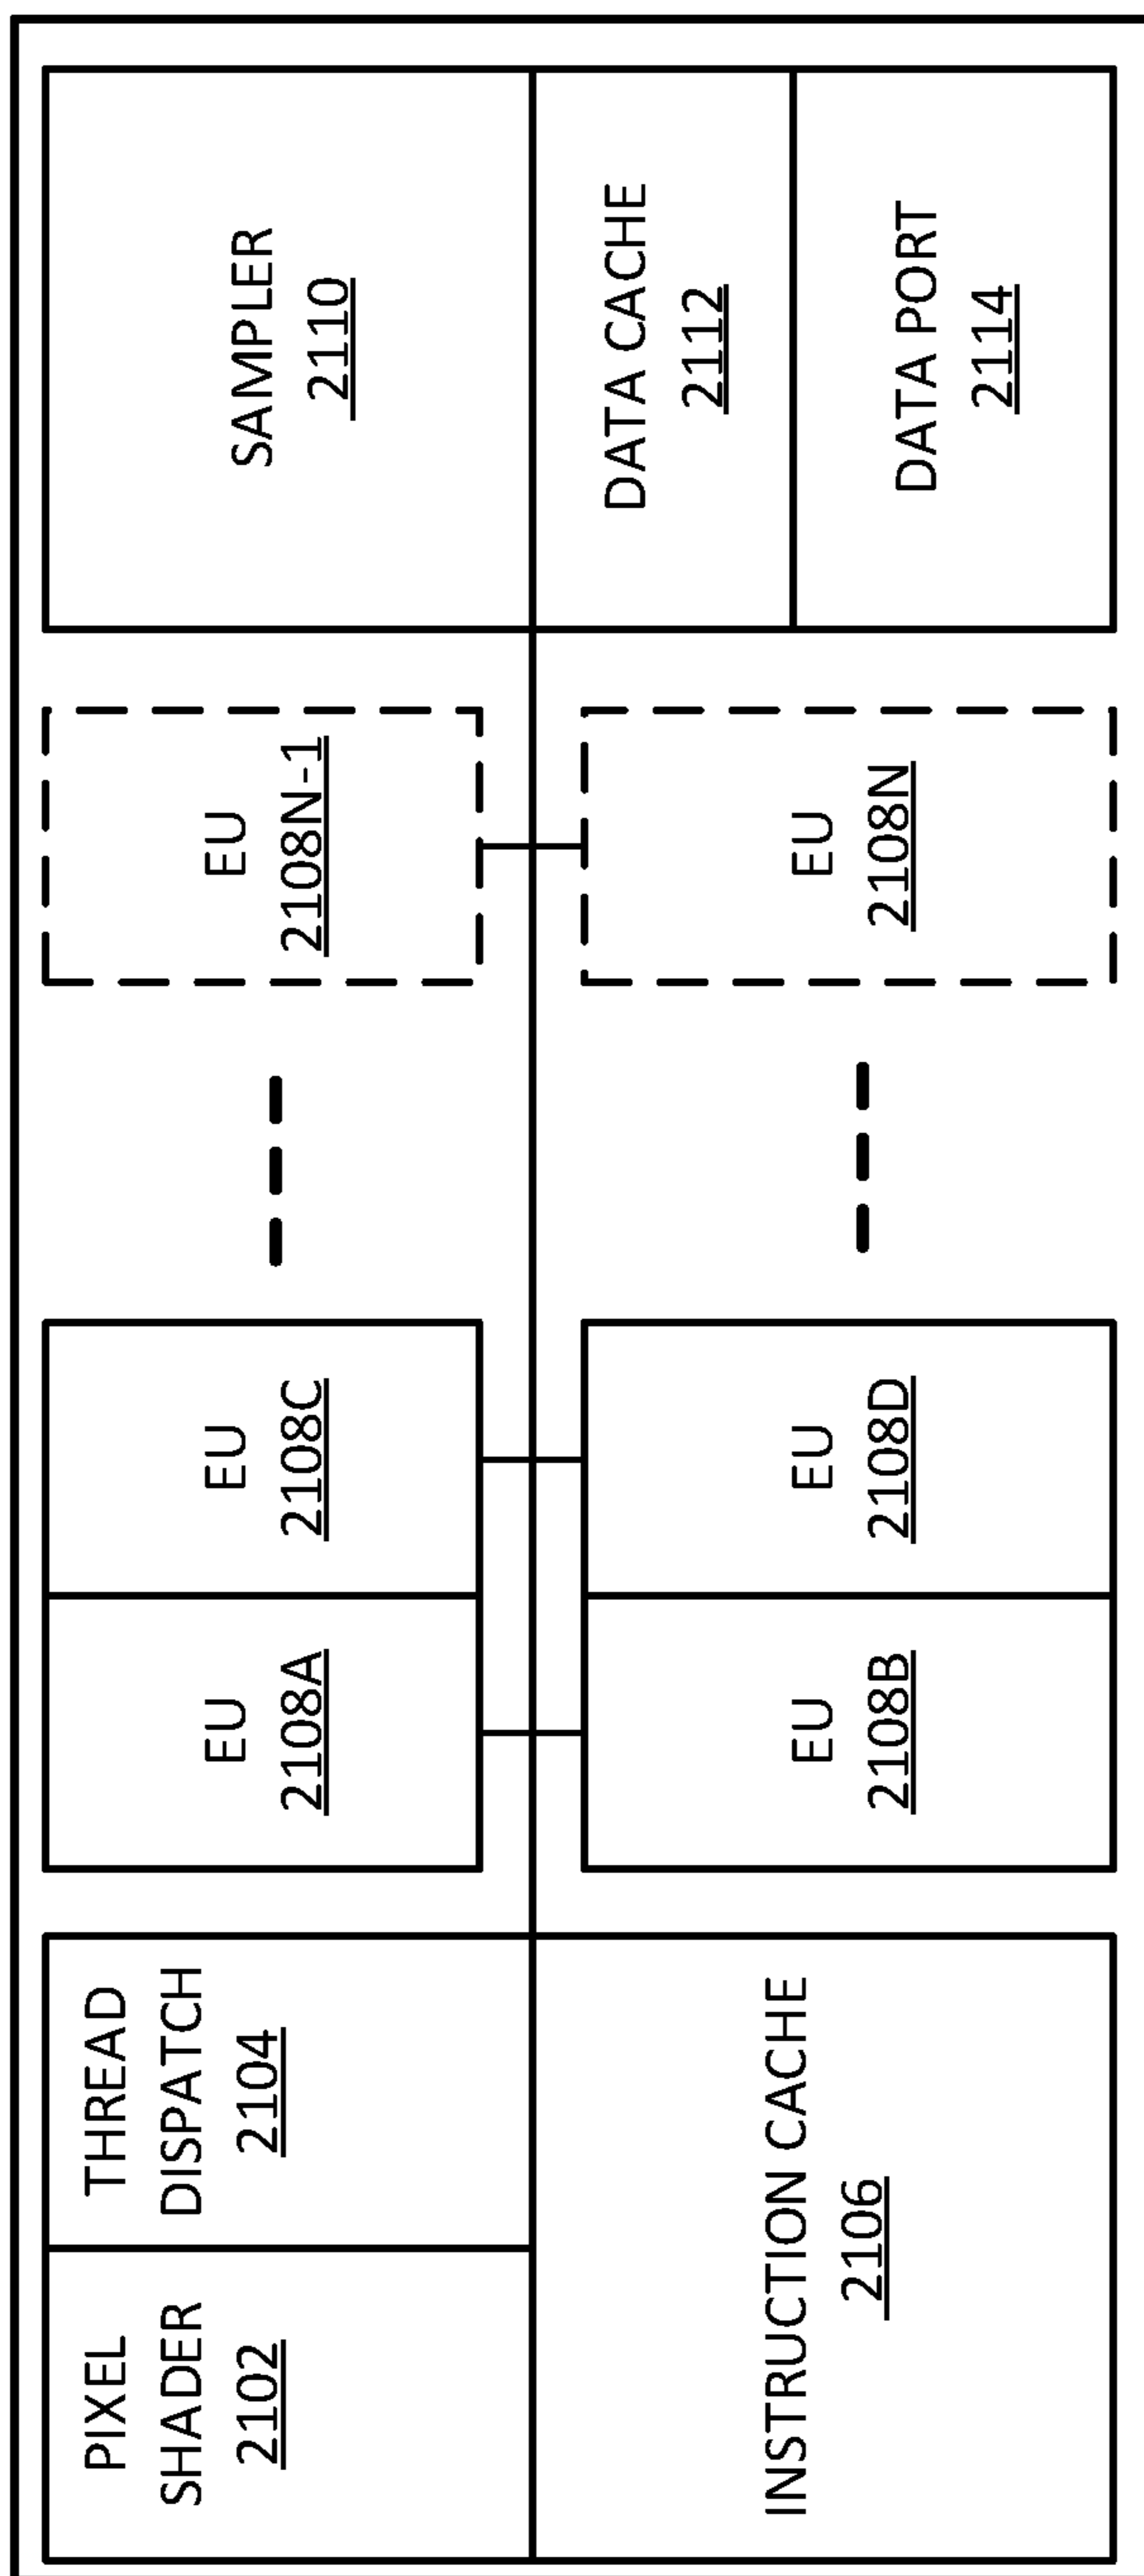 PIXEL
SHADER
2102
THREAD
DISPATCH
2104
INSTRUCTION CACHE
2106
EU
2108A
EU
2108C
EU
2108B
EU
2108D
EU
2108N-1
EU
2108N
SAMPLER
2110
DATA CACHE
2112
DATA PORT
2114